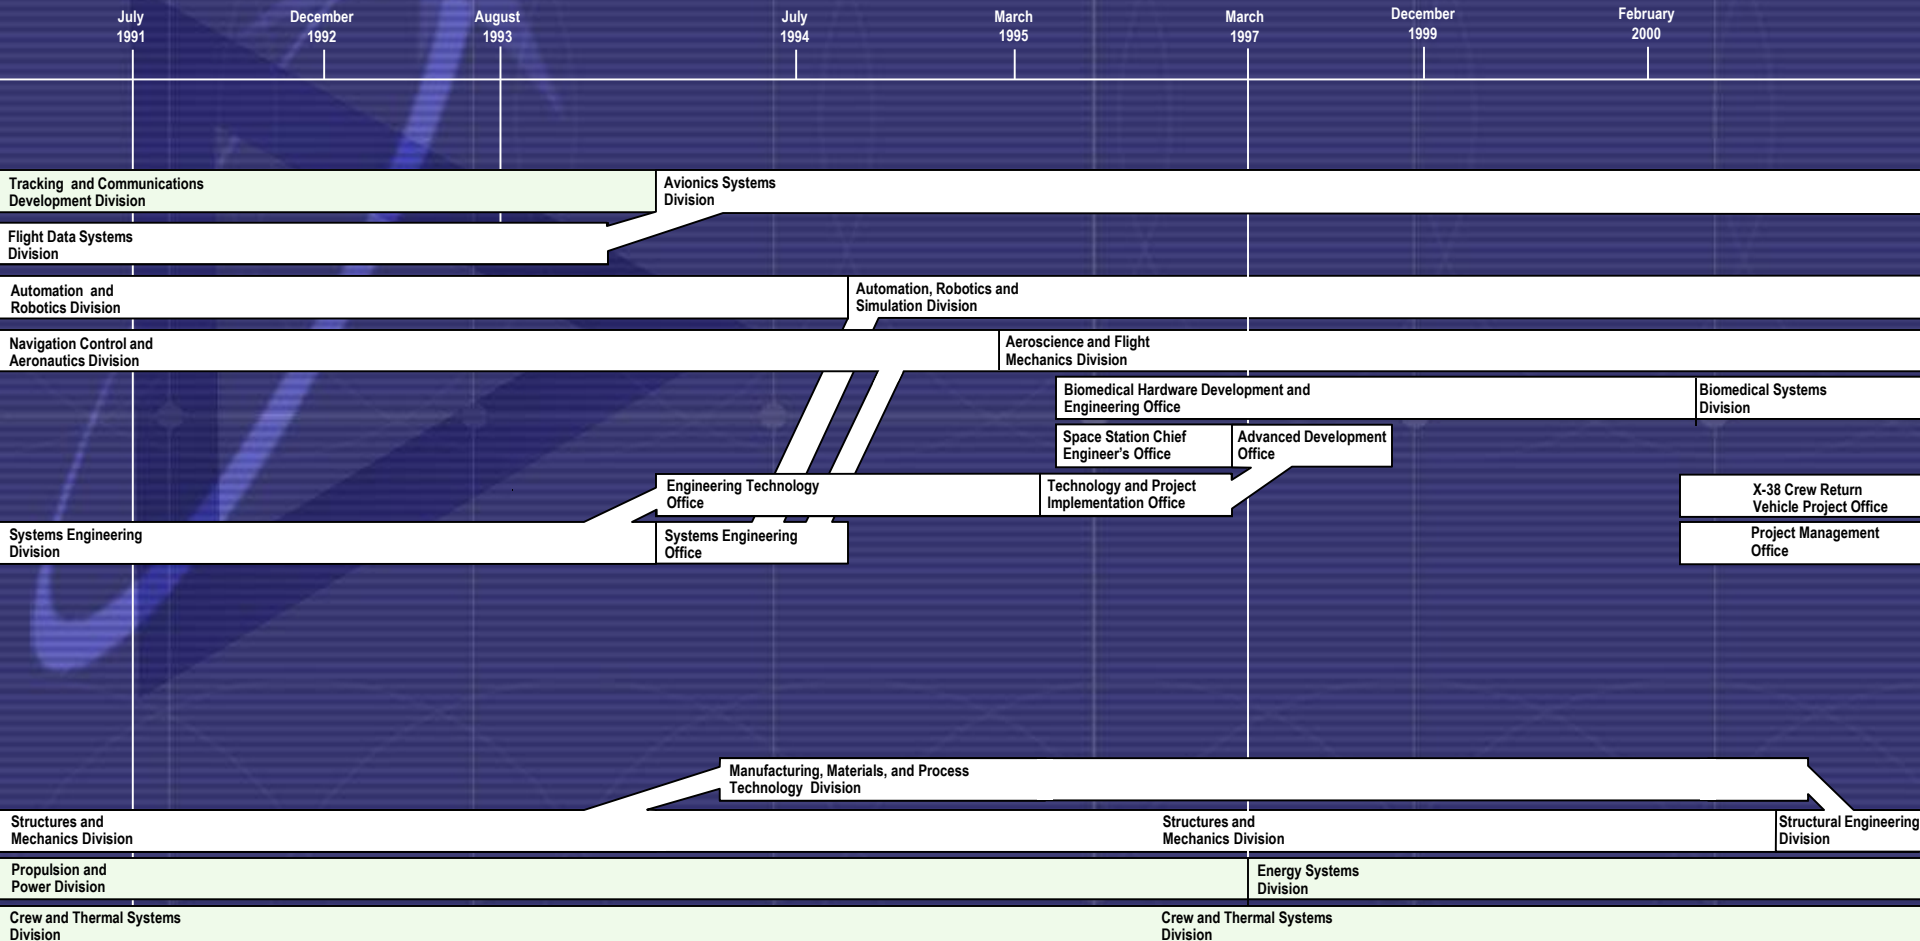 July
1991
December
1992
August
1993
July
1994
March
1995
March
1997
December
1999
February
2000
Tracking and Communications
Development Division
Avionics Systems
Division
Flight Data Systems
Division
Automation and
Robotics Division
Automation, Robotics and
Simulation Division
Navigation Control and
Aeronautics Division
Aeroscience and Flight
Mechanics Division
Biomedical Hardware Development and
Engineering Office
Biomedical Systems
Division
Space Station Chief
Engineer's Office
Advanced Development
Office
Engineering Technology
Office
Technology and Project
Implementation Office
X-38 Crew Return
Vehicle Project Office
Systems Engineering
Division
Systems Engineering
Office
Project Management
Office
Manufacturing, Materials, and Process
Technology Division
Structures and
Mechanics Division
Structures and
Mechanics Division
Structural Engineering
Division
Propulsion and
Power Division
Energy Systems
Division
Crew and Thermal Systems
Division
Crew and Thermal Systems
Division